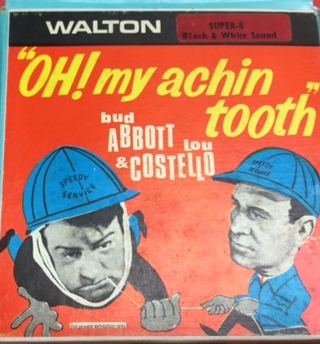 WALTON
SUPER-8
Black & White Sound
"OH! my achin
tooth"
bud
ABBOTT Lou
& COSTELLO
SPEEDY
SERVICE
SPEEDY
SERVICE